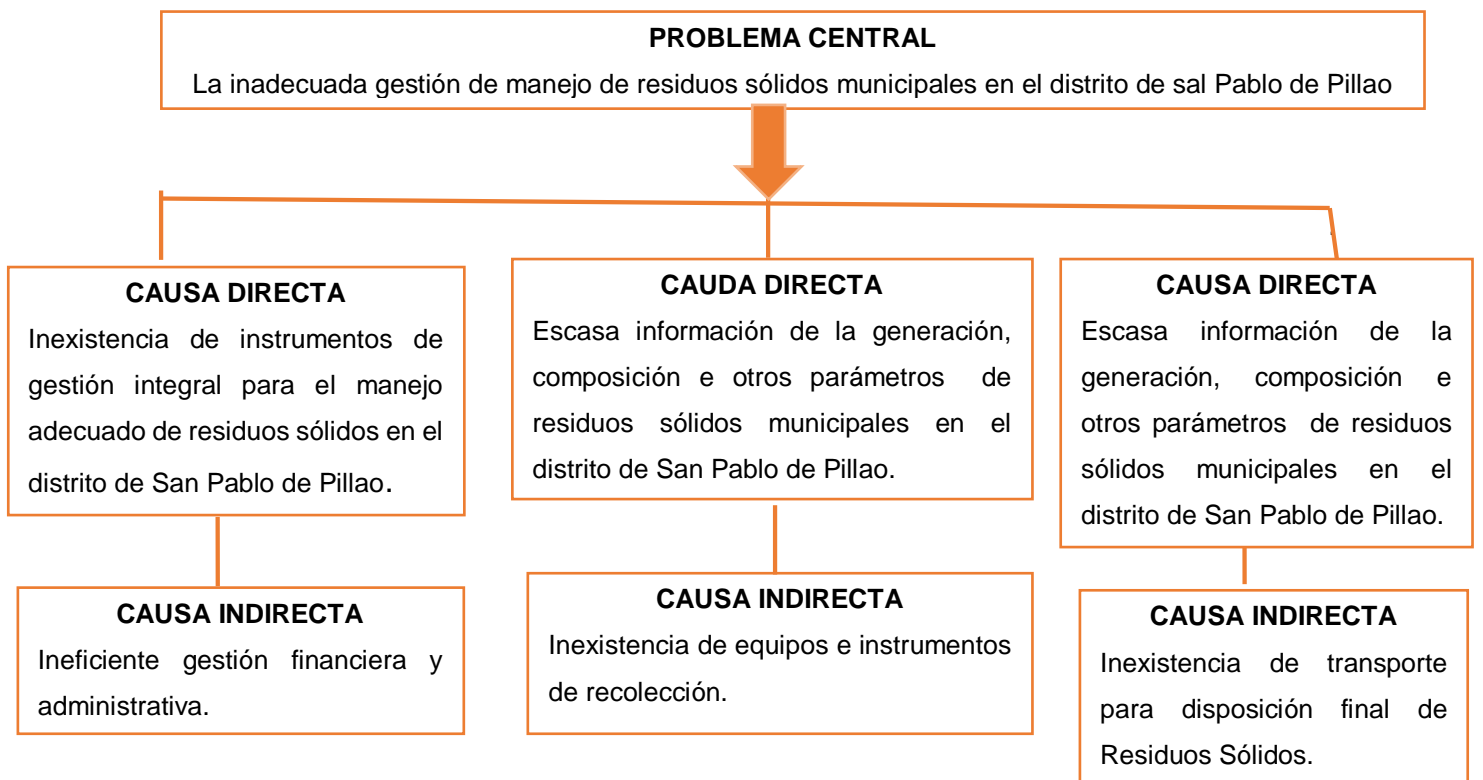 PROBLEMA CENTRAL
La inadecuada gestión de manejo de residuos sólidos municipales en el distrito de sal Pablo de Pillao
CAUSA DIRECTA
Inexistencia de instrumentos de
gestión integral para el manejo
adecuado de residuos sólidos en el
distrito de San Pablo de Pillao.
CAUDA DIRECTA
Escasa información de la generación,
composición e otros parámetros de
residuos sólidos municipales en el
distrito de San Pablo de Pillao.
CAUSA DIRECTA
Escasa información de la
generación, composición e
otros parámetros de residuos
sólidos municipales en el
distrito de San Pablo de Pillao.
CAUSA INDIRECTA
Ineficiente gestión financiera y
administrativa.
CAUSA INDIRECTA
Inexistencia de equipos e instrumentos
de recolección.
CAUSA INDIRECTA
Inexistencia de transporte
para disposición final de
Residuos Sólidos.